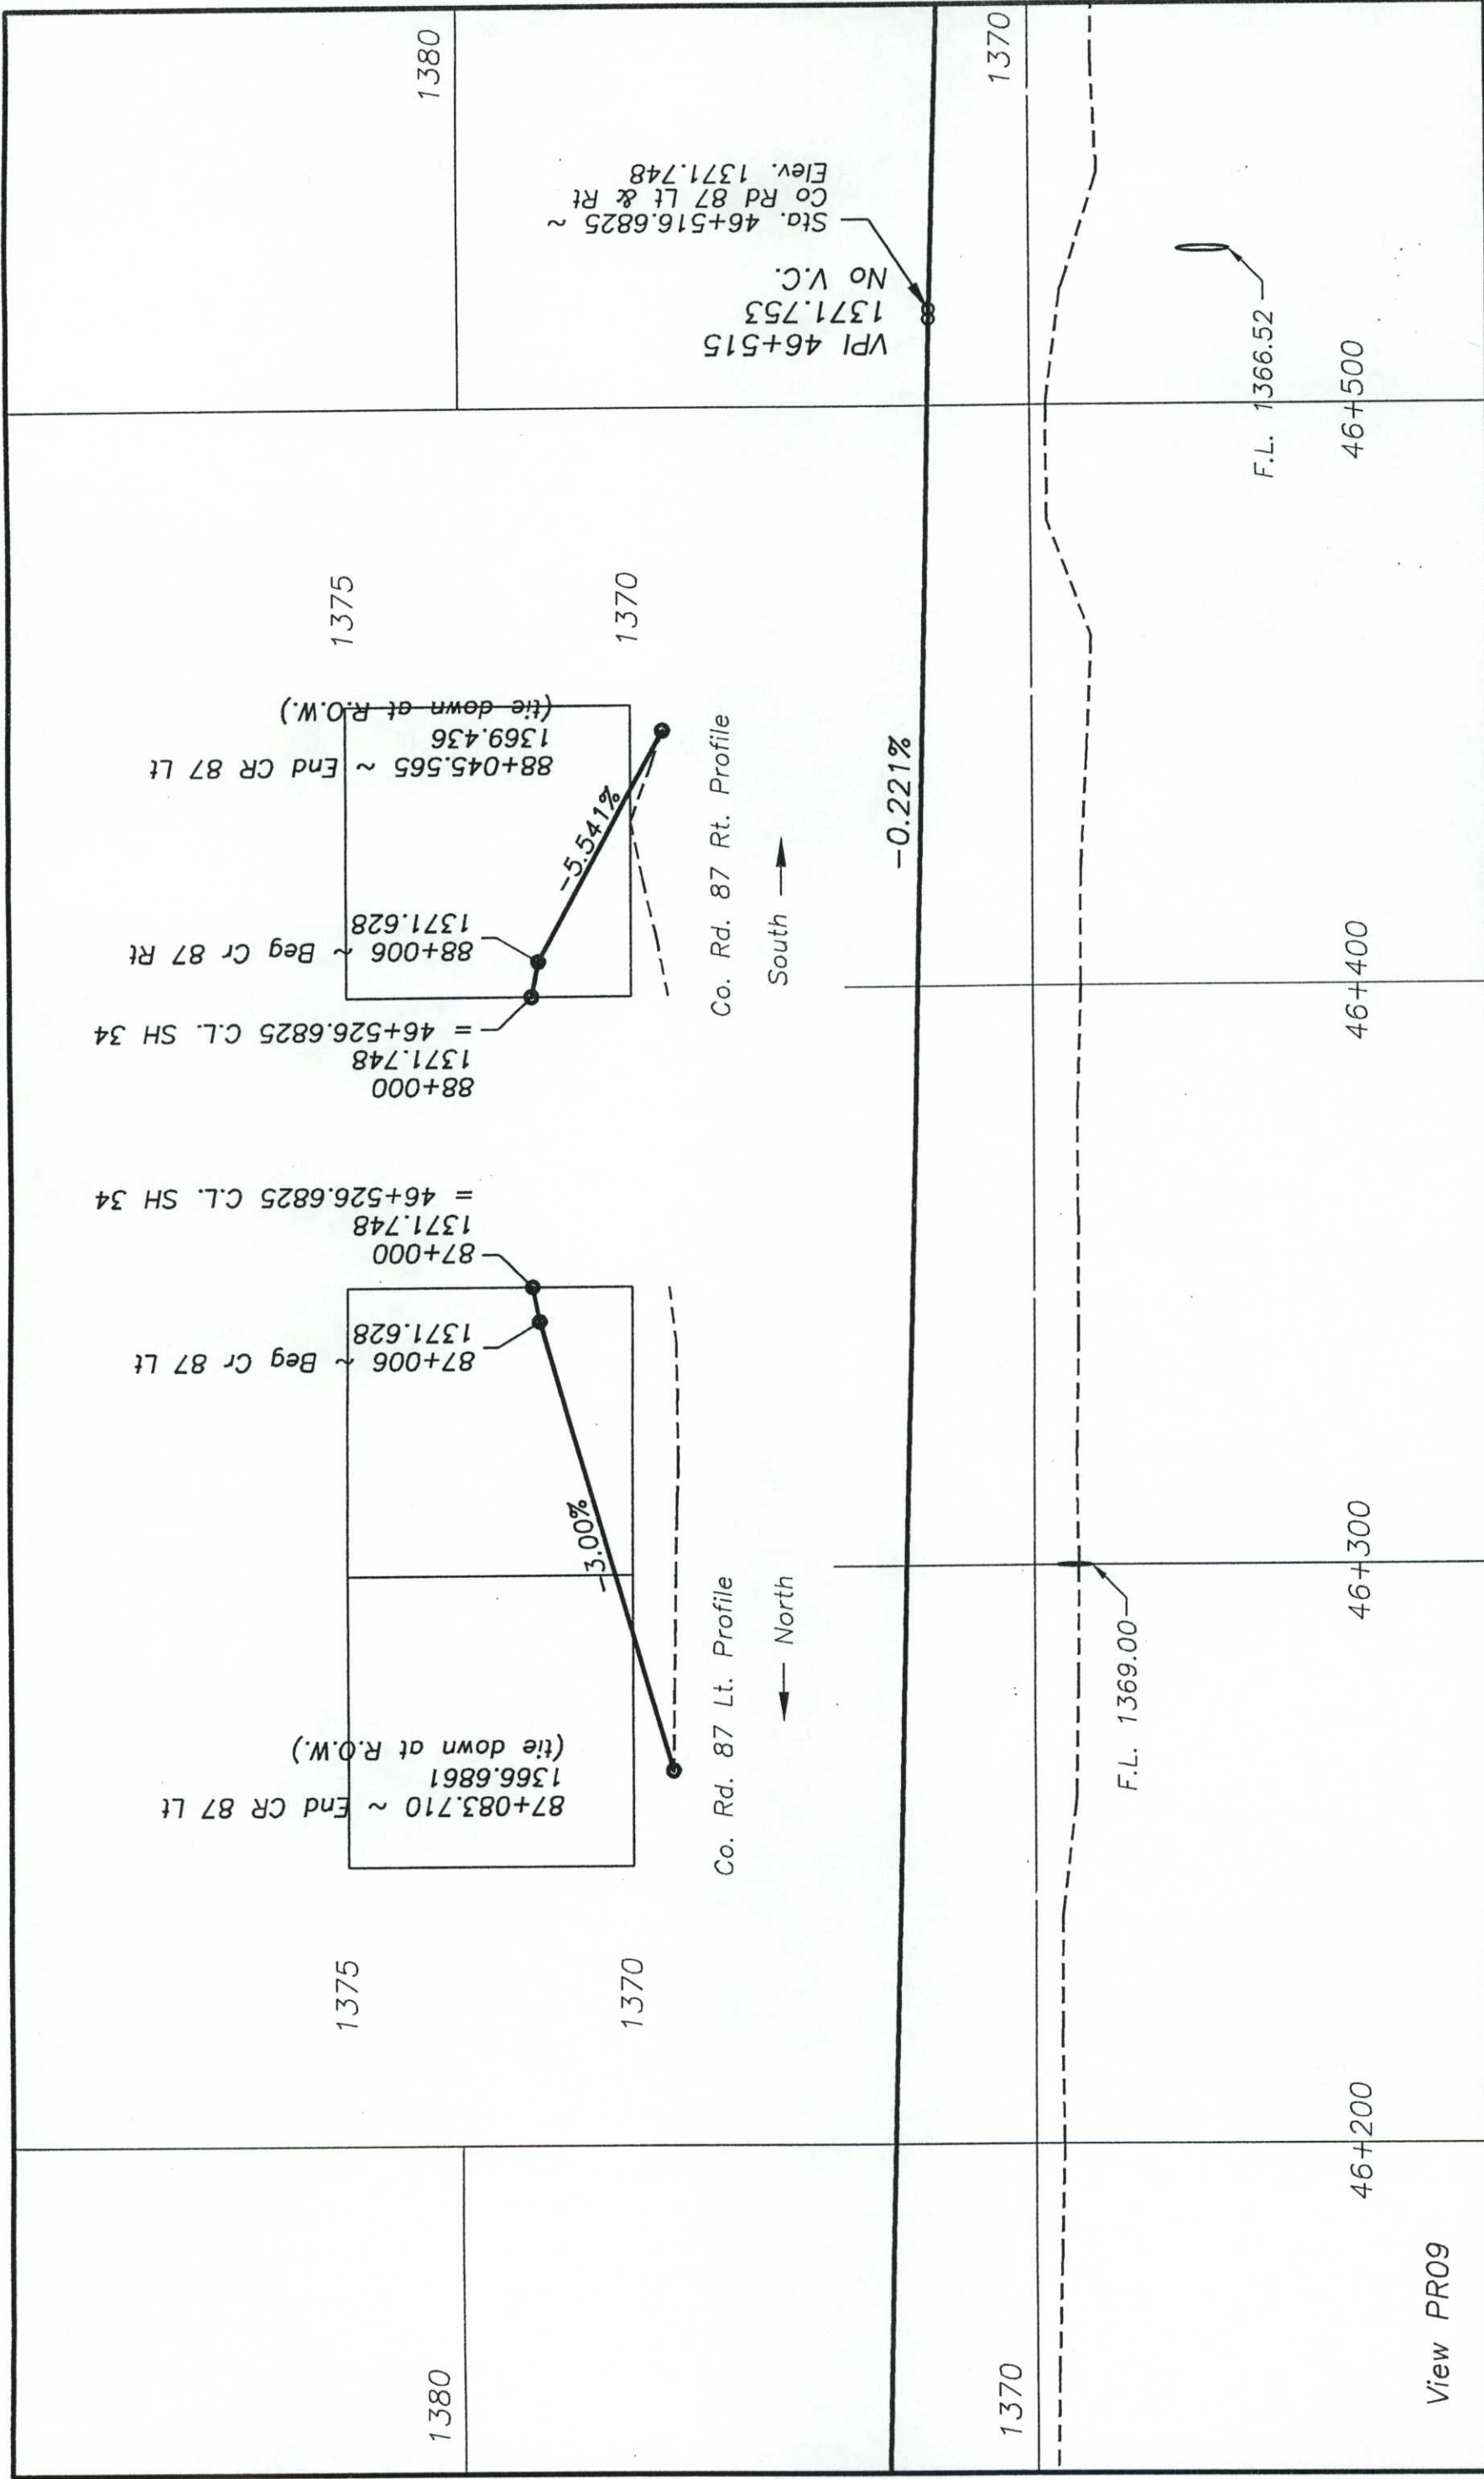 1380
1380
Sta. 46+516.6825 ~
Co Rd 87 Lt & Rt
Elev. 1371.748
VPI 46+515
1371.753
No V.C.
1375
1370
87+083.710 ~ End CR 87 Lt
1366.6861
(tie down at R.O.W.)
-3.00%
87+006 ~ Beg Cr 87 Lt
1371.628
87+000
1371.748
= 46+526.6825 C.L. SH 34
Co. Rd. 87 Lt. Profile
North
88+000
1371.748
= 46+526.6825 C.L. SH 34
88+006 ~ Beg Cr 87 Rt
1371.628
-5.541%
88+045.565 ~ End CR 87 Lt
1369.436
(tie down at R.O.W.)
1375
1370
Co. Rd. 87 Rt. Profile
South
-0.221%
1370
1370
F.L. 1369.00
F.L. 1366.52
46+200
46+300
46+400
46+500
View PR09